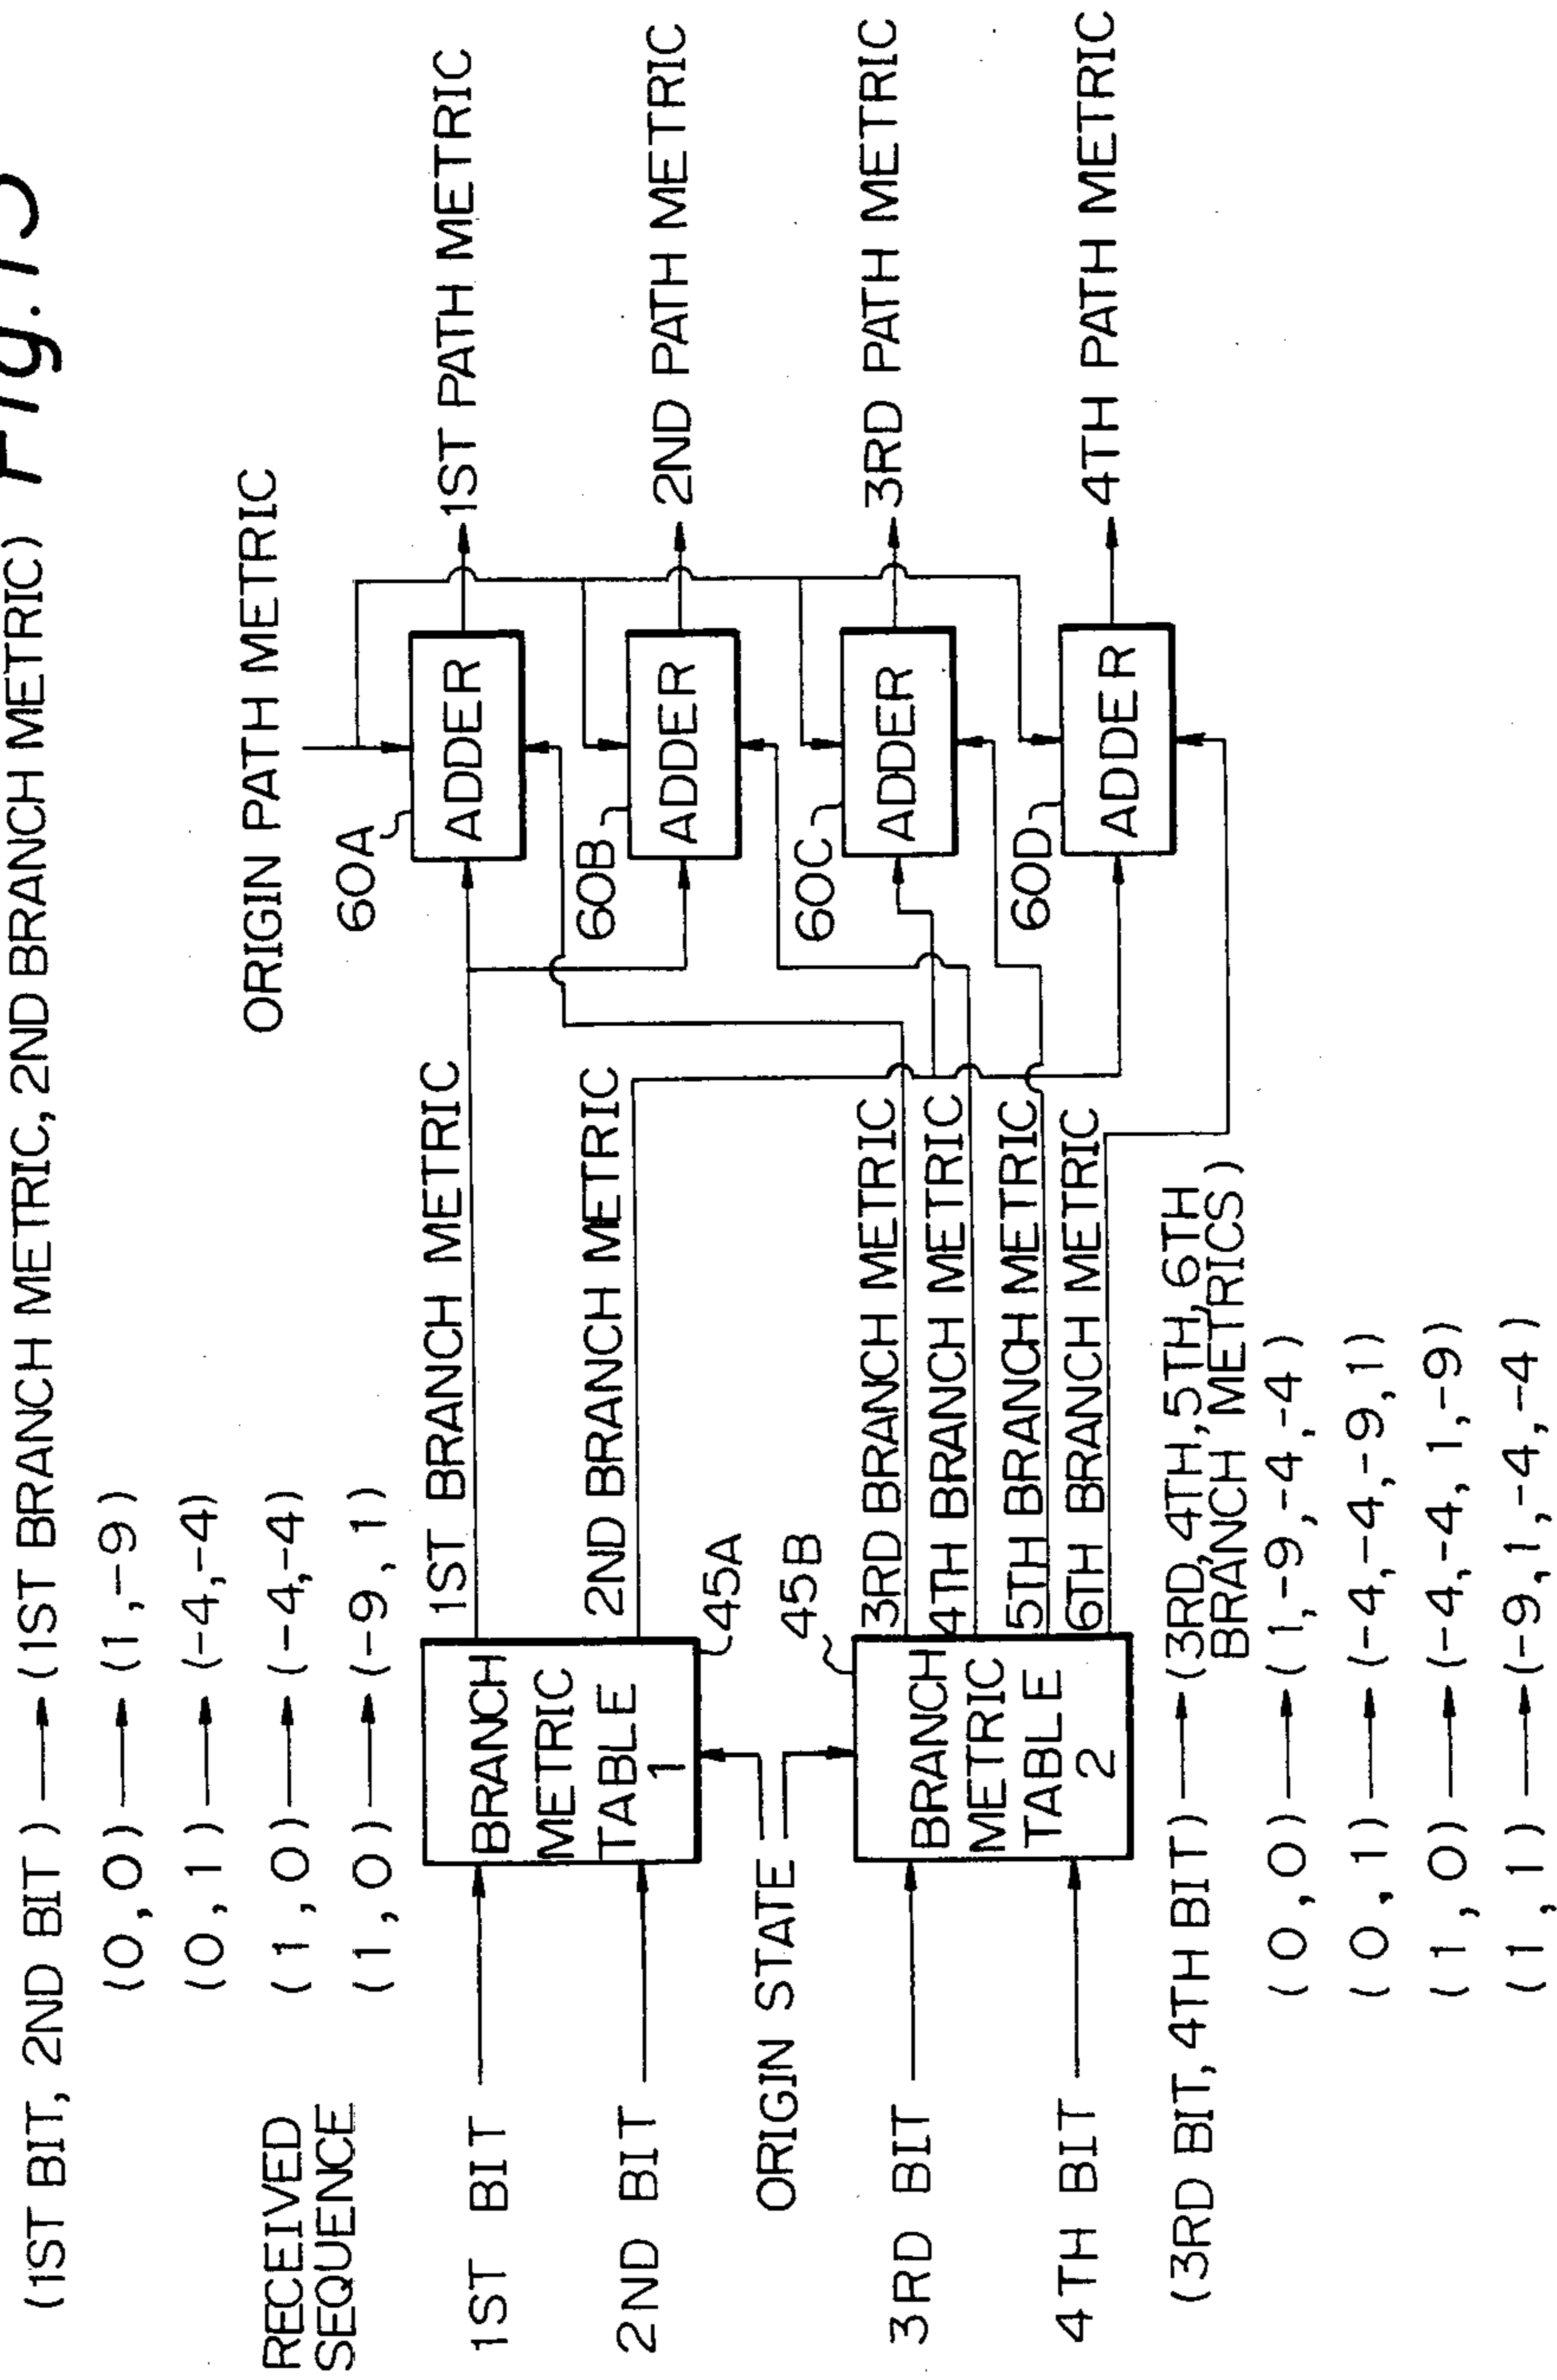 Fig. 15
(1ST BIT, 2ND BIT) → (1ST BRANCH METRIC, 2ND BRANCH METRIC)
(0,0) → (1,-9)
(0,1) → (-4,-4)
(1,0) → (-4,-4)
(1,0) → (-9,1)
RECEIVED
SEQUENCE
1ST BIT
2ND BIT
ORIGIN STATE
3RD BIT
4TH BIT
BRANCH
METRIC
TABLE
1
45A
BRANCH
METRIC
TABLE
2
45B
1ST BRANCH METRIC
2ND BRANCH METRIC
3RD BRANCH METRIC
4TH BRANCH METRIC
5TH BRANCH METRIC
6TH BRANCH METRIC
ORIGIN PATH METRIC
60A
ADDER
1ST PATH METRIC
60B
ADDER
2ND PATH METRIC
60C
ADDER
3RD PATH METRIC
60D
ADDER
4TH PATH METRIC
(3RD BIT, 4TH BIT) → (3RD, 4TH, 5TH, 6TH
BRANCH METRICS)
(0,0) → (1,-9,-4,-4)
(0,1) → (-4,-4,-9,1)
(1,0) → (-4,-4,1,-9)
(1,1) → (-9,1,-4,-4)